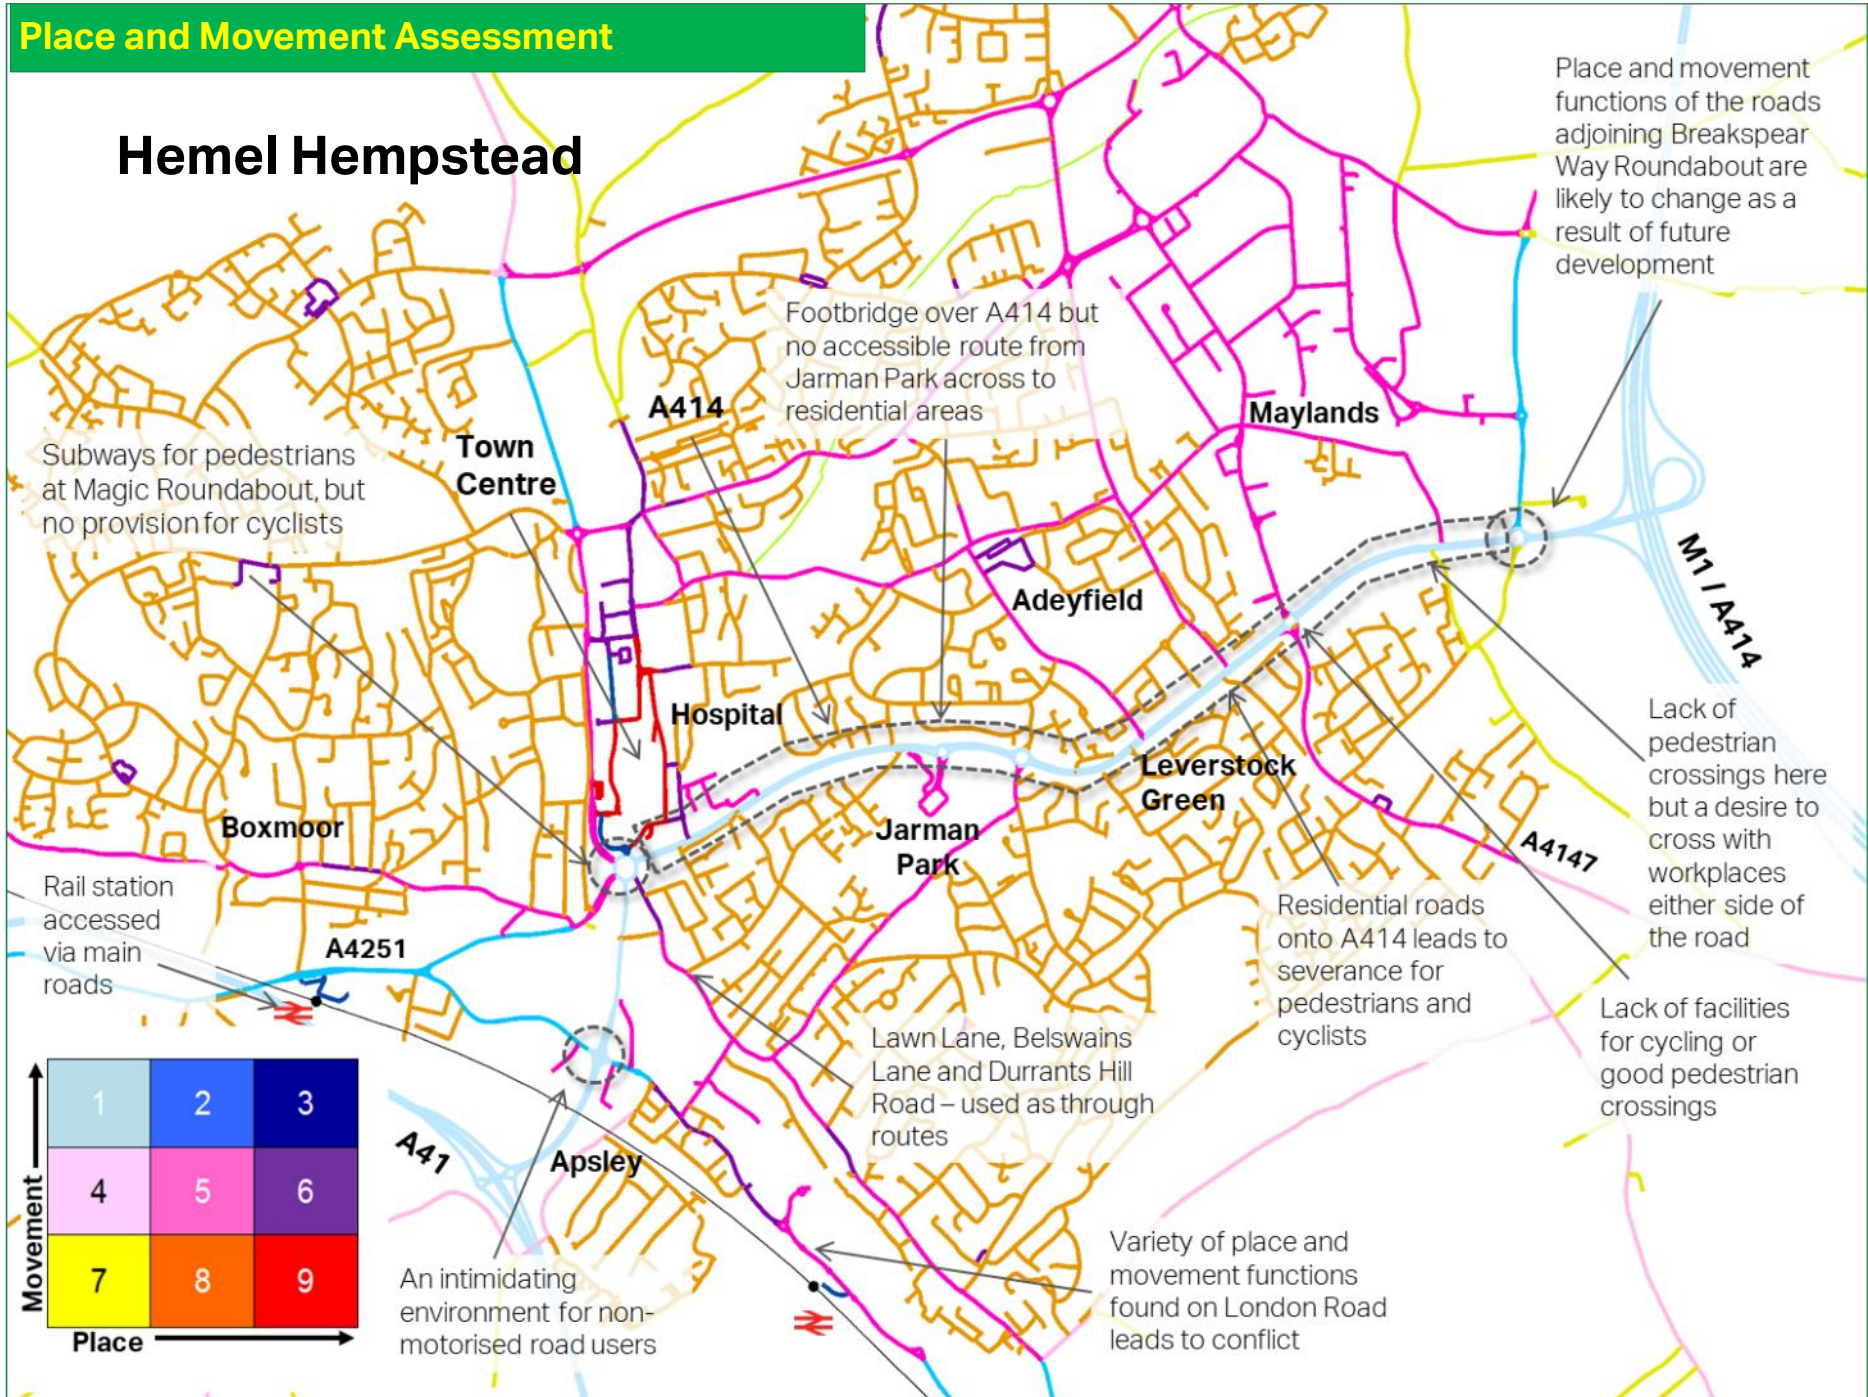 Place and Movement Assessment
Hemel Hempstead
Place and movement
functions of the roads
adjoining Breakspear
Way Roundabout are
likely to change as a
result of future
development
Footbridge over A414 but
no accessible route from
Jarman Park across to
residential areas
A414
Maylands
Town
Centre
Subways for pedestrians
at Magic Roundabout, but
no provision for cyclists
M1 / A414
Adeyfield
Hospital
Lack of
pedestrian
crossings here
but a desire to
cross with
workplaces
either side of
the road
Leverstock
Green
Boxmoor
Jarman
Park
A4147
Rail station
accessed
via main
roads
A4251
Residential roads
onto A414 leads to
severance for
pedestrians and
cyclists
Lack of facilities
for cycling or
good pedestrian
crossings
Lawn Lane, Belswains
Lane and Durrants Hill
Road – used as through
routes
A41
Apsley
Movement
1
2
3
4
5
6
7
8
9
Place
An intimidating
environment for non-
motorised road users
Variety of place and
movement functions
found on London Road
leads to conflict